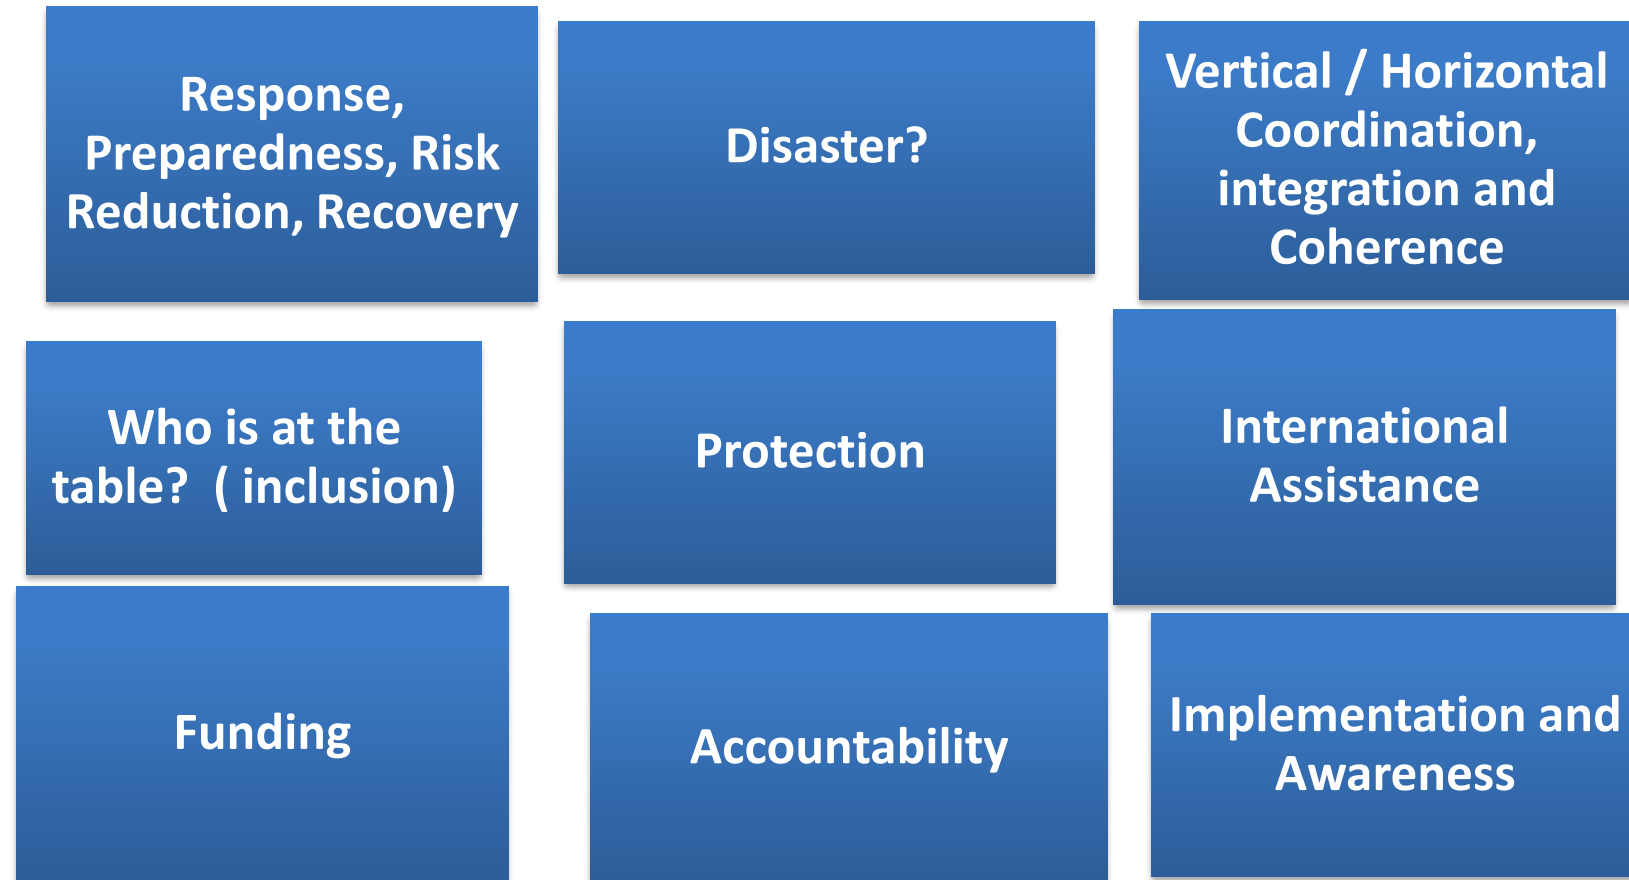 Response,
Preparedness, Risk
Reduction, Recovery
Disaster?
Vertical / Horizontal
Coordination,
integration and
Coherence
Who is at the
table?  ( inclusion)
Protection
International
Assistance
Funding
Accountability
Implementation and
Awareness